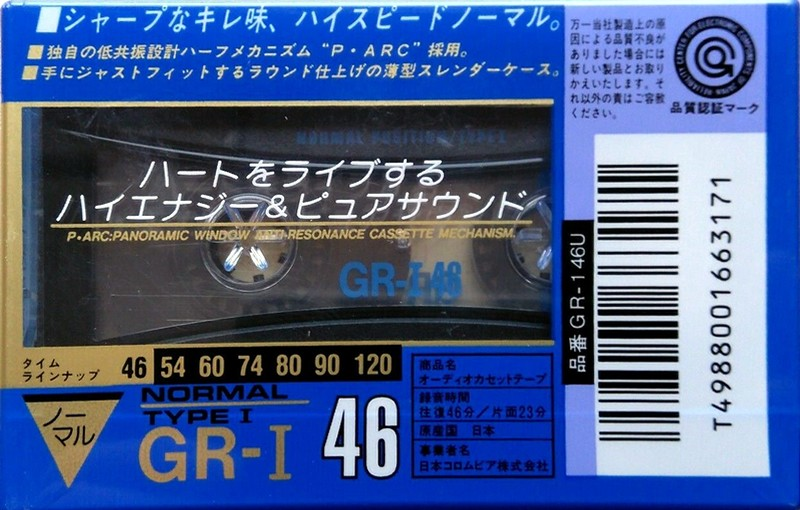 ■シャープなキレ味、ハイスピードノーマル。
■独自の低共振設計ハーフメカニズム“P・ARC”採用。
■手にジャストフィットするラウンド仕上げの薄型スレンダーケース。
NORMAL POSITION/TYPE I
ハートをライブする
ハイエナジー&ピュアサウンド
P•ARC:PANORAMIC WINDOW ANTI-RESONANCE CASSETTE MECHANISM.
GR-I 46
タイム
ラインナップ
46 54 60 74 80 90 120
ノー
マル
NORMAL
TYPE I
GR-I 46
商品名
オーディオカセットテープ
録音時間
往復46分/片面23分
原産国 日本
事業者名
日本コロムビア株式会社
万一当社製造上の原
因による品質不良が
ありました場合には
新しい製品とお取り
かえいたします。そ
れ以外の責はご容赦
ください。
RELIABILITY CENTER FOR ELECTRONIC COMPONENTS OF JAPAN
品質認証マーク
品番 GR-I 46U
T4988001663171